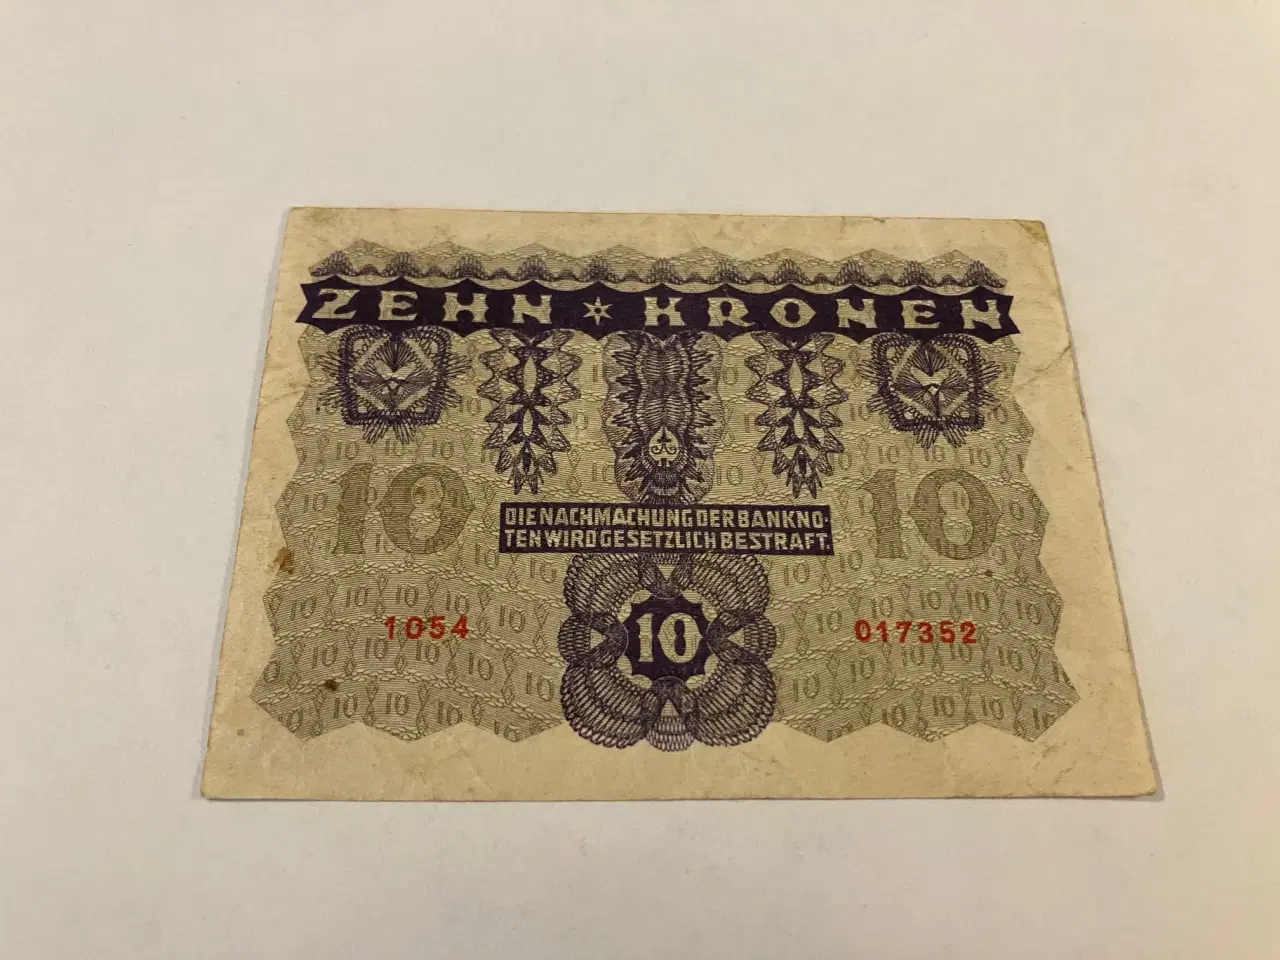 ZEHN * KRONEN
10 10
DIE NACHMACHUNG DER BANKNO-
TEN WIRD GESETZLICH BESTRAFT.
1054 10 017352